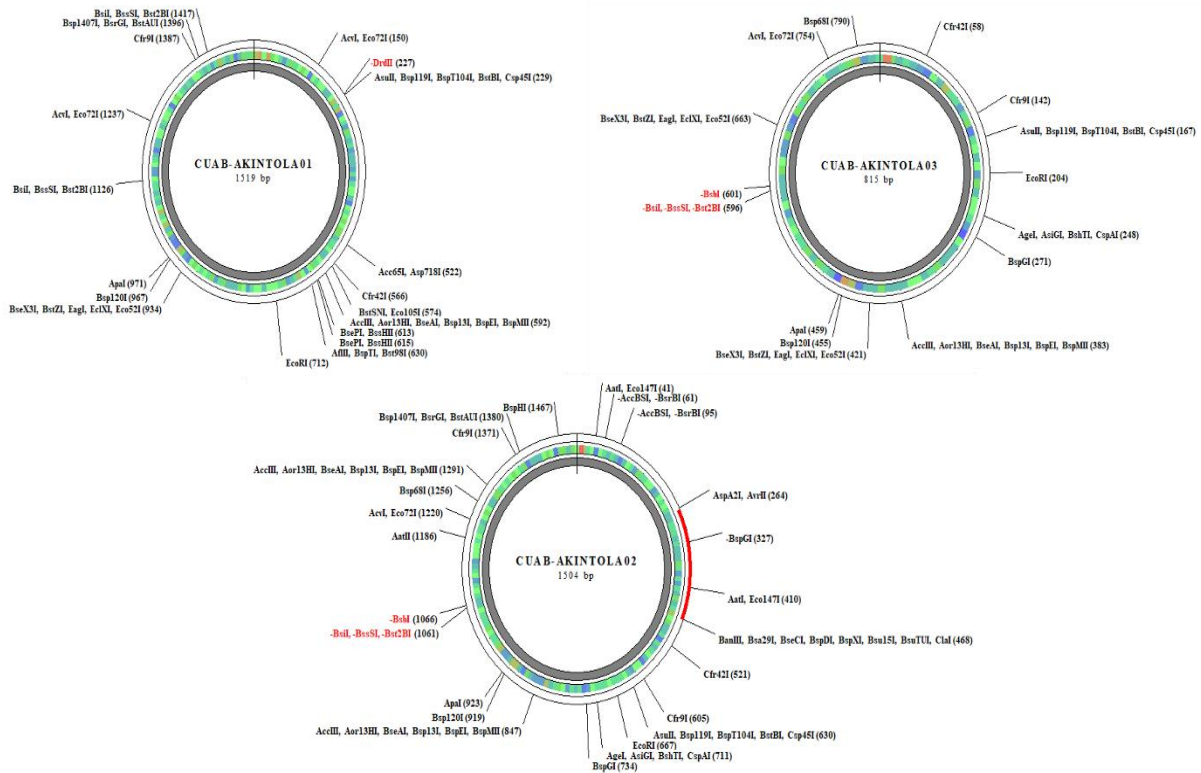 BsiI, BssSI, Bst2BI (1417)
Bsp1407I, BsrGI, BstAUI (1396)
Cfr9I (1387)
AcvI, Eco72I (1237)
BsiI, BssSI, Bst2BI (1126)
ApaI (971)
Bsp120I (967)
BseX3I, BstZI, EagI, EclXI, Eco52I (934)
AcvI, Eco72I (150)
-DrdII (227)
AsuII, Bsp119I, BspT104I, BstBI, Csp45I (229)
CUAB-AKINTOLA01
1519 bp
Acc65I, Asp718I (522)
Cfr42I (566)
BstSNI, Eco105I (574)
AccIII, Aor13HI, BseAI, Bsp13I, BspEI, BspMII (592)
BsePI, BssHII (613)
BsePI, BssHII (615)
AflII, BspTI, Bst98I (630)
EcoRI (712)
Bsp68I (790)
AcvI, Eco72I (754)
BseX3I, BstZI, EagI, EclXI, Eco52I (663)
-BshI (601)
-BsiI, -BssSI, -Bst2BI (596)
ApaI (459)
Bsp120I (455)
BseX3I, BstZI, EagI, EclXI, Eco52I (421)
Cfr42I (58)
Cfr9I (142)
AsuII, Bsp119I, BspT104I, BstBI, Csp45I (167)
EcoRI (204)
AgeI, AsiGI, BshTI, CspAI (248)
BspGI (271)
AccIII, Aor13HI, BseAI, Bsp13I, BspEI, BspMII (383)
CUAB-AKINTOLA03
815 bp
BspHI (1467)
Bsp1407I, BsrGI, BstAUI (1380)
Cfr9I (1371)
AccIII, Aor13HI, BseAI, Bsp13I, BspEI, BspMII (1291)
Bsp68I (1256)
AcvI, Eco72I (1220)
AatII (1186)
-BshI (1066)
-BsiI, -BssSI, -Bst2BI (1061)
ApaI (923)
Bsp120I (919)
AccIII, Aor13HI, BseAI, Bsp13I, BspEI, BspMII (847)
AatI, Eco147I (41)
-AccBSI, -BsrBI (61)
-AccBSI, -BsrBI (95)
AspA2I, AvrII (264)
-BspGI (327)
AatI, Eco147I (410)
BanIII, Bsa29I, BseCI, BspDI, BspXI, Bsu15I, BsuTUI, ClaI (468)
Cfr42I (521)
Cfr9I (605)
AsuII, Bsp119I, BspT104I, BstBI, Csp45I (630)
EcoRI (667)
AgeI, AsiGI, BshTI, CspAI (711)
BspGI (734)
CUAB-AKINTOLA02
1504 bp